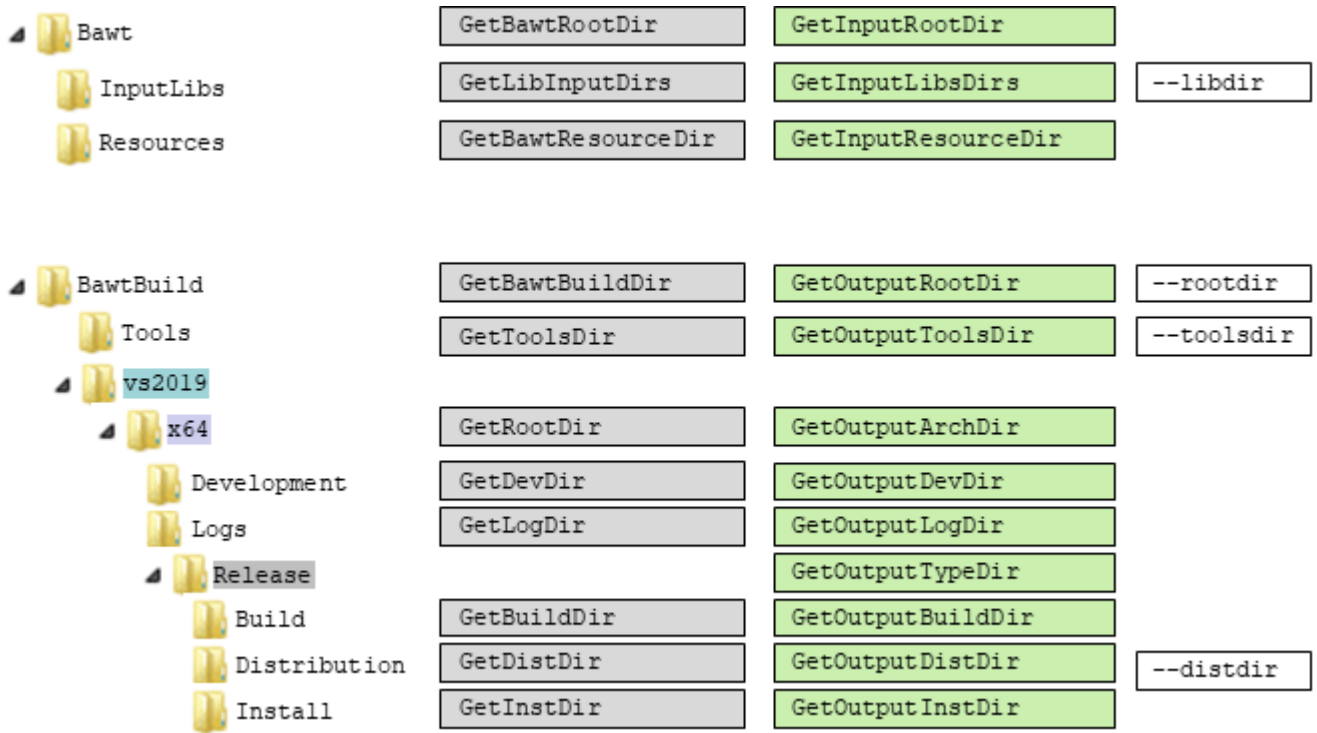 Bawt GetBawtRootDir GetInputRootDir
InputLibs GetLibInputDirs GetInputLibsDirs --libdir
Resources GetBawtResourceDir GetInputResourceDir
BawtBuild GetBawtBuildDir GetOutputRootDir --rootdir
Tools GetToolsDir GetOutputToolsDir --toolsdir
vs2019
x64 GetRootDir GetOutputArchDir
Development GetDevDir GetOutputDevDir
Logs GetLogDir GetOutputLogDir
Release GetOutputTypeDir
Build GetBuildDir GetOutputBuildDir
Distribution GetDistDir GetOutputDistDir --distdir
Install GetInstDir GetOutputInstDir